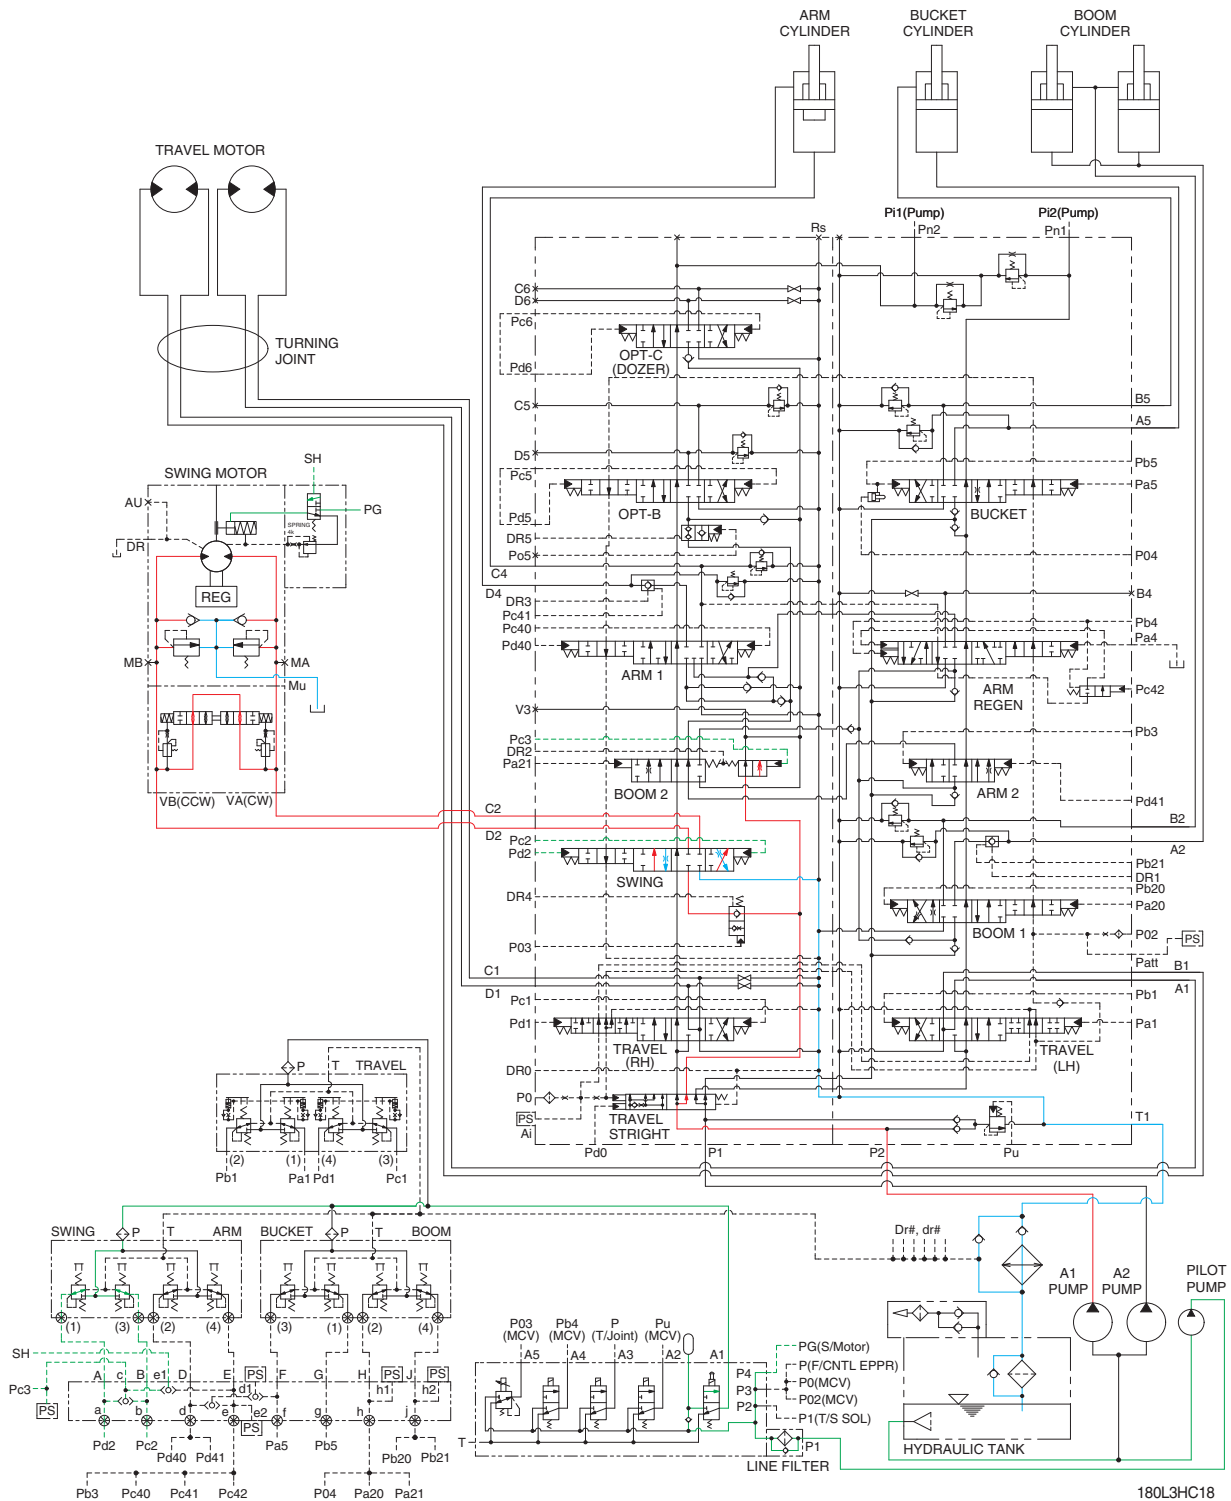 ARM
CYLINDER
BUCKET
CYLINDER
BOOM
CYLINDER
TRAVEL MOTOR
TURNING
JOINT
Pi1(Pump)
Pi2(Pump)
Rs
Pn2
Pn1
C6
D6
Pc6
OPT-C
(DOZER)
Pd6
C5
B5
A5
D5
Pc5
Pb5
Pa5
Pd5
OPT-B
BUCKET
DR5
Po5
P04
SWING MOTOR
SH
AU
PG
SPRING
4k
DR
REG
MB
MA
Mu
VB(CCW)
VA(CW)
C4
D4
DR3
Pc41
Pc40
Pd40
B4
Pb4
Pa4
ARM 1
ARM
REGEN
Pc42
V3
Pc3
DR2
Pa21
Pb3
BOOM 2
ARM 2
Pd41
C2
B2
D2
Pc2
Pd2
A2
SWING
Pb21
DR1
Pb20
Pa20
DR4
BOOM 1
P03
P02
PS
Patt
C1
B1
A1
D1
Pc1
Pb1
Pd1
Pa1
TRAVEL
(RH)
TRAVEL
(LH)
DR0
P0
PS
Ai
TRAVEL
STRIGHT
T1
Pd0
P1
P2
Pu
P
T
TRAVEL
(2)
(1)
(4)
(3)
Pb1
Pa1
Pd1
Pc1
SWING
P
T
ARM
BUCKET
P
T
BOOM
(1)
(3)
(2)
(4)
(3)
(1)
(2)
(4)
SH
Pc3
PS
A
c
B
e1
D
E
PS
F
G
H
PS
J
PS
d1
h1
h2
a
b
d
e
e2
f
g
h
j
PS
Pd2
Pc2
Pd40
Pd41
Pa5
Pb5
Pb20
Pb21
Pb3
Pc40
Pc41
Pc42
P04
Pa20
Pa21
Dr#, dr#
A1
PUMP
A2
PUMP
PILOT
PUMP
P03
(MCV)
Pb4
(MCV)
P
(T/Joint)
Pu
(MCV)
A5
A4
A3
A2
A1
P4
P3
P2
PG(S/Motor)
P(F/CNTL EPPR)
P0(MCV)
P02(MCV)
P1(T/S SOL)
T
P1
LINE FILTER
HYDRAULIC TANK
180L3HC18